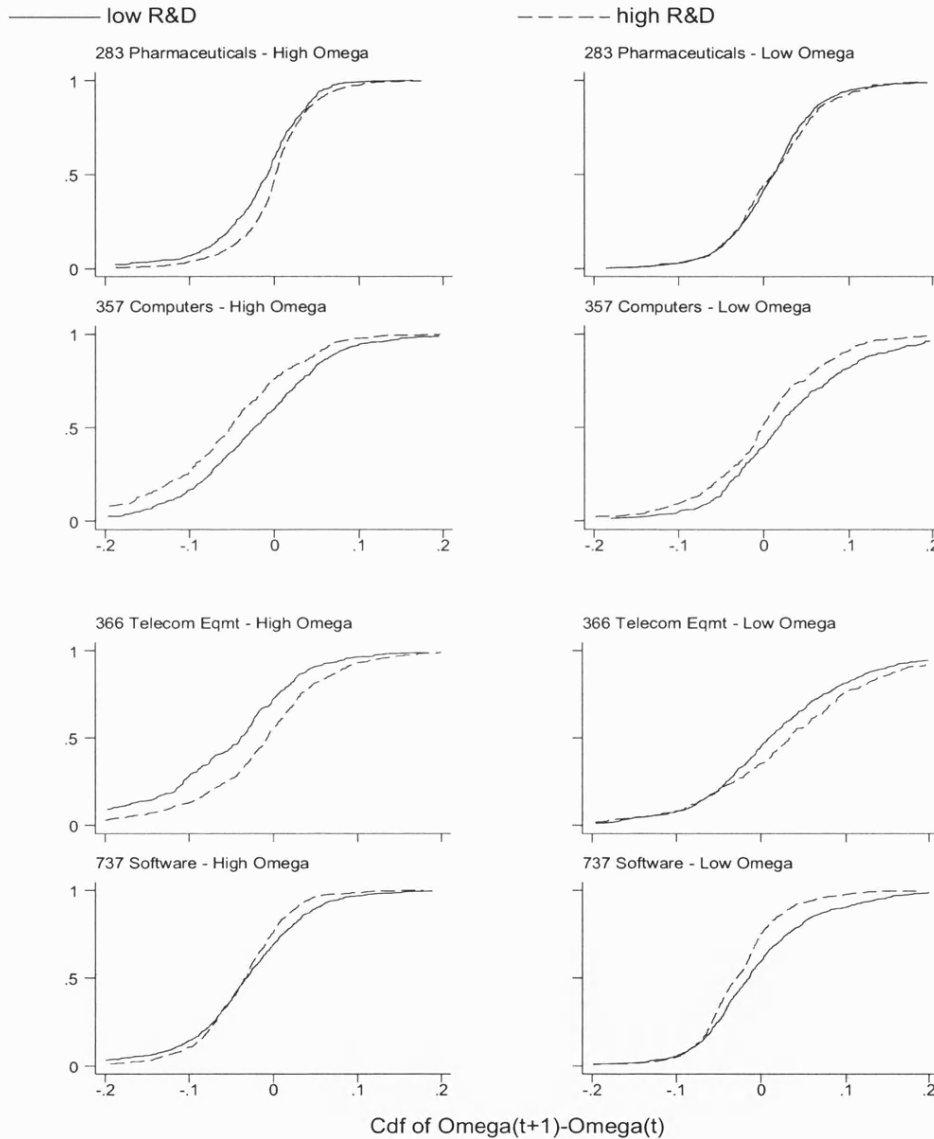 low R&D high R&D
283 Pharmaceuticals - High Omega 283 Pharmaceuticals - Low Omega
1
.5
0
357 Computers - High Omega 357 Computers - Low Omega
1
.5
0
-.2 -.1 0 .1 .2 -.2 -.1 0 .1 .2
366 Telecom Eqmt - High Omega 366 Telecom Eqmt - Low Omega
1
.5
0
737 Software - High Omega 737 Software - Low Omega
1
.5
0
-.2 -.1 0 .1 .2 -.2 -.1 0 .1 .2
Cdf of Omega(t+1)-Omega(t)